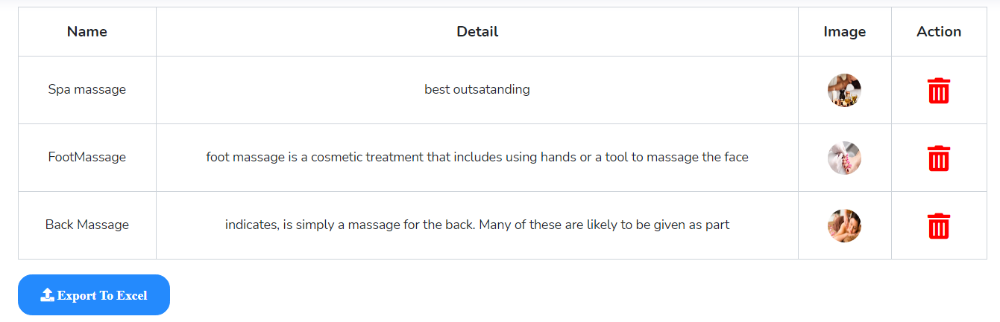 Name Detail Image Action
Spa massage best outsatanding
FootMassage foot massage is a cosmetic treatment that includes using hands or a tool to massage the face
Back Massage indicates, is simply a massage for the back. Many of these are likely to be given as part
Export To Excel